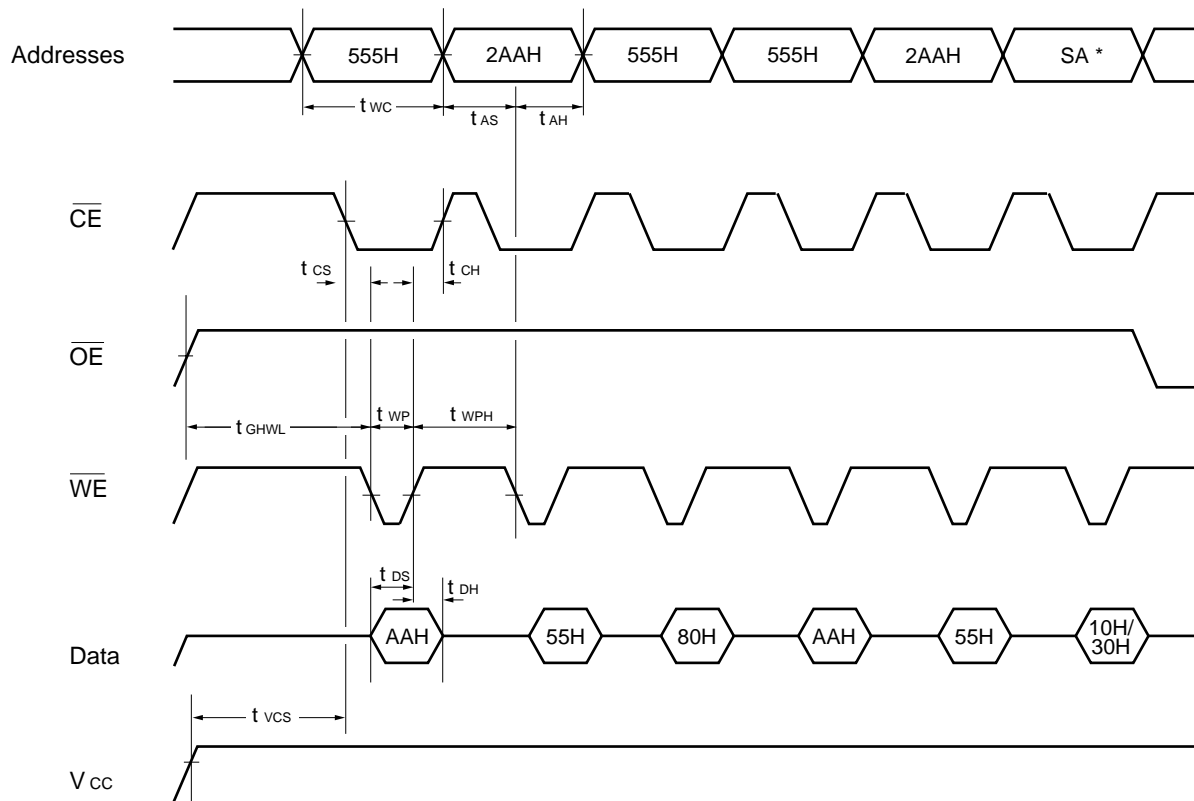 Addresses 555H 2AAH 555H 555H 2AAH SA *
t WC t AS t AH
CE
t CS t CH
OE
t GHWL t WP t WPH
WE
t DS t DH
Data AAH 55H 80H AAH 55H 10H/
30H
t VCS
V CC